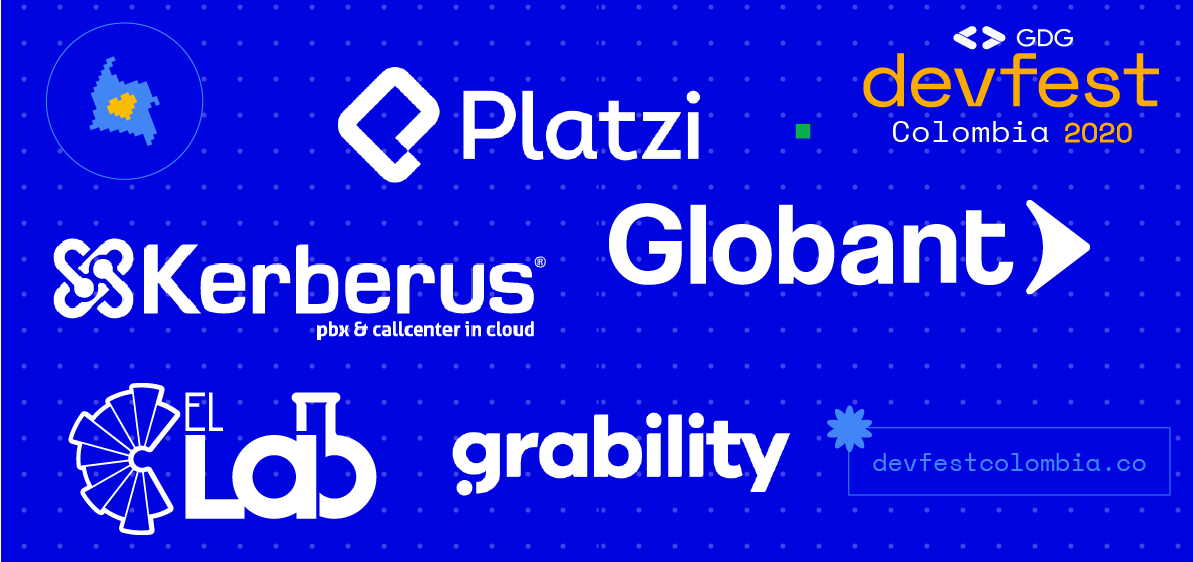 GDG
devfest
Colombia 2020
Platzi
Globant
Kerberus®
pbx & callcenter in cloud
EL
Lab
grability
devfestcolombia.co